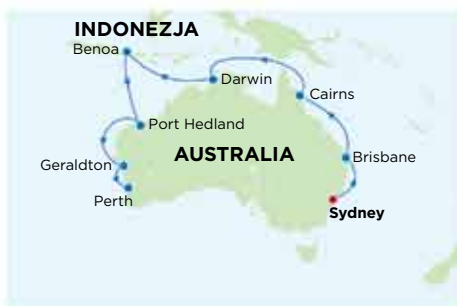 INDONEZJA
Benoa
Darwin
Cairns
Port Hedland
AUSTRALIA
Geraldton
Brisbane
Perth
Sydney